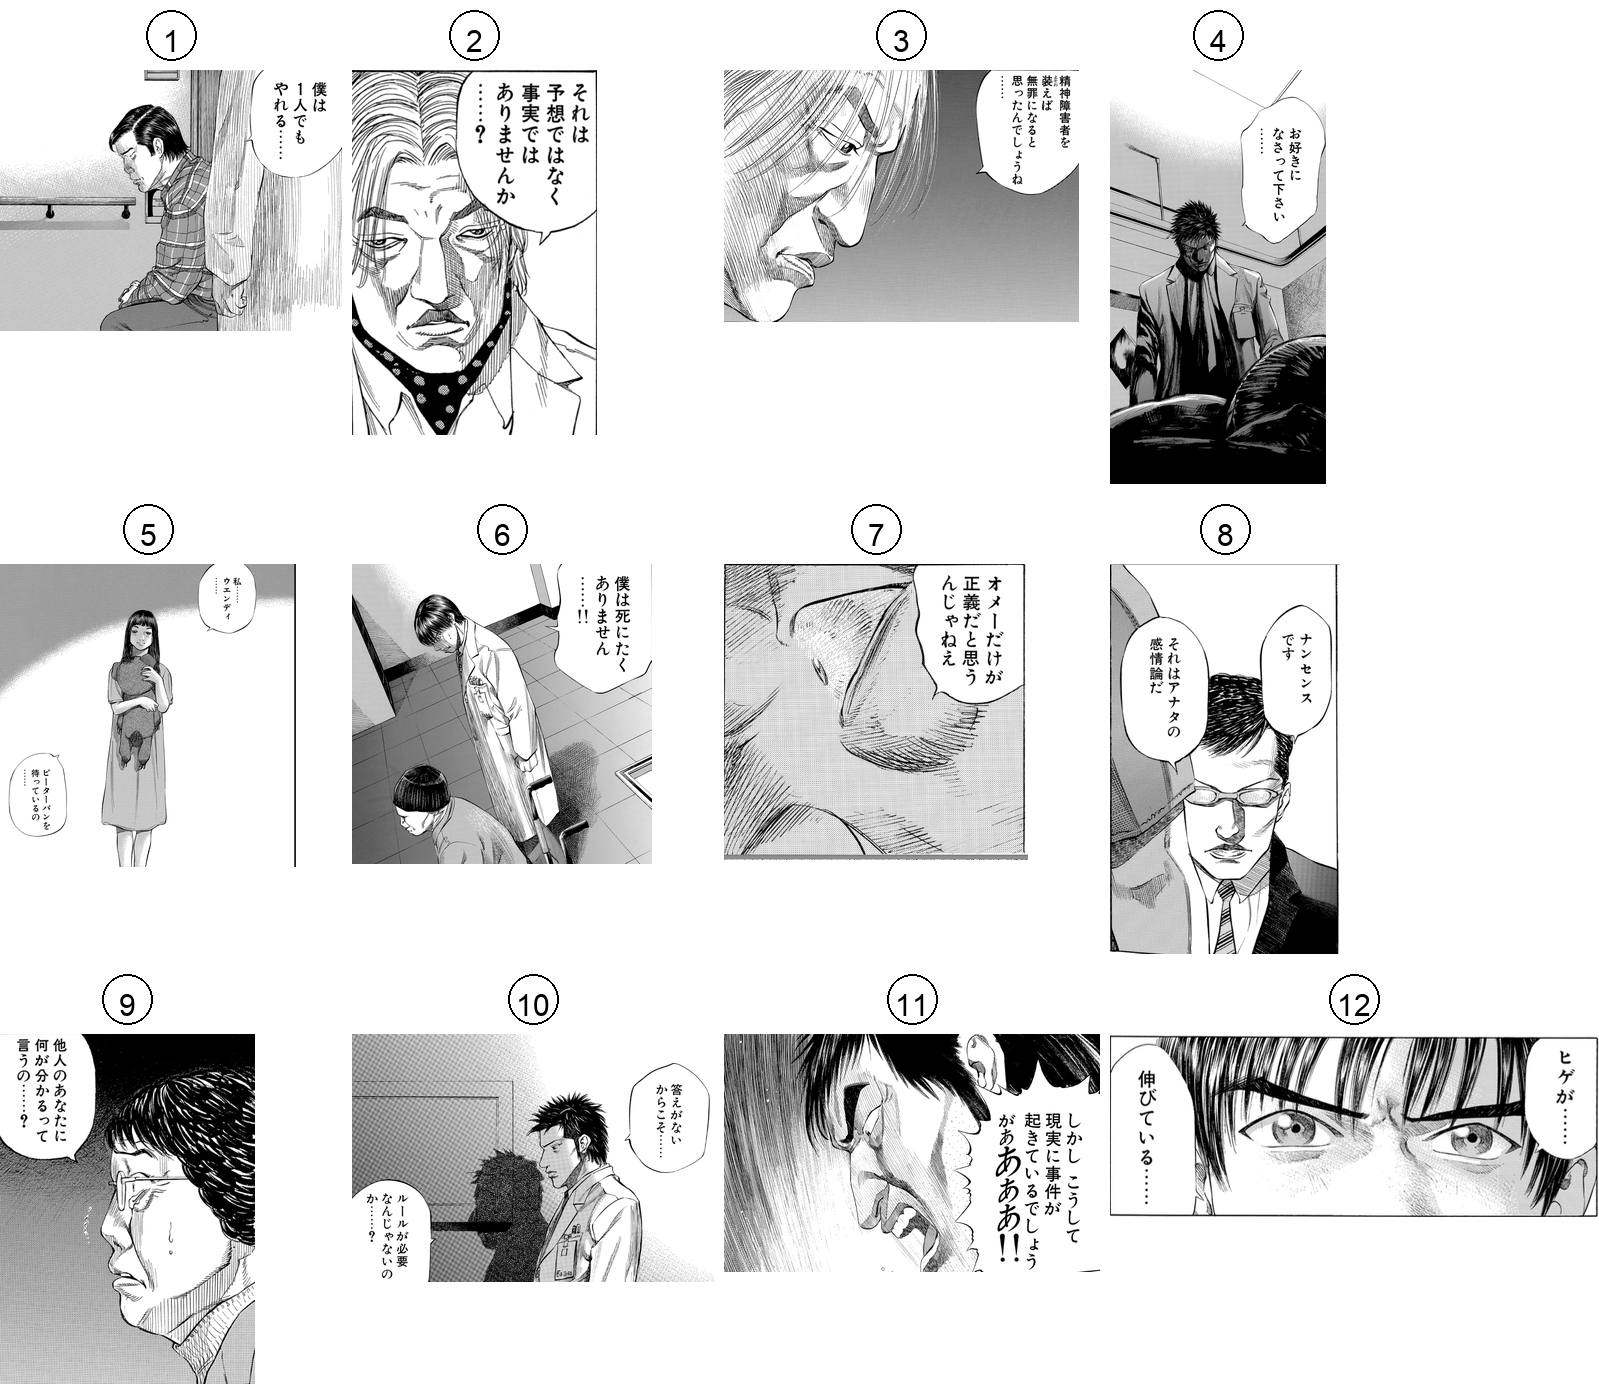 1
僕は
1人でも
やれる……
2
それは
予想ではなく
事実では
ありませんか
……?
3
精神障害者を
装えば
無罪になると
思ったんでしょうね
……
4
お好きに
なさって下さい
……
5
私……
ウエンディ
……
ピーターパンを
待っているの
……
6
僕は死にたく
ありません
……!!
7
オメーだけが
正義だと思う
んじゃねえ
8
ナンセンス
です
それはアナタの
感情論だ
9
他人のあなたに
何が分かるって
言うの……?
10
答えがない
からこそ……
ルールが必要
なんじゃないの
か……?
11
しかし こうして
現実に事件が
起きているでしょう
がああああ!!
12
ヒゲが……
伸びている……